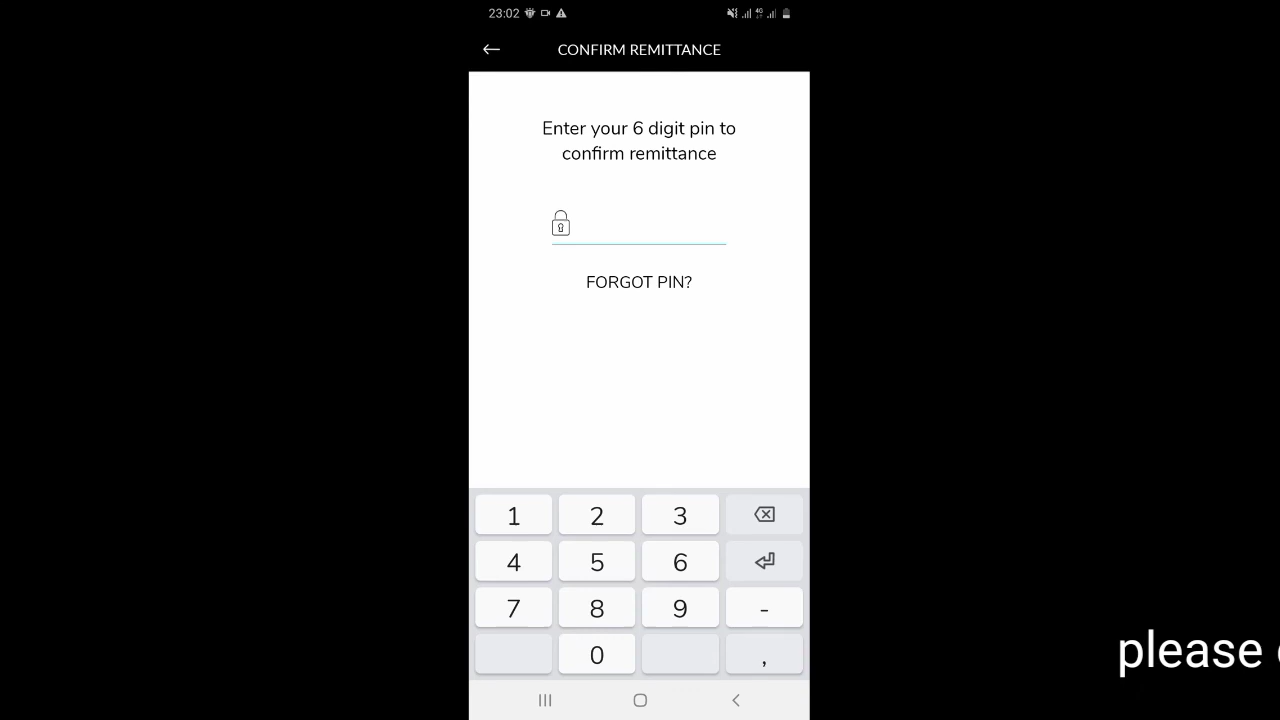 23:02
4G
CONFIRM REMITTANCE
Enter your 6 digit pin to
confirm remittance
FORGOT PIN?
1 2 3
4 5 6
7 8 9 -
0 ,
please